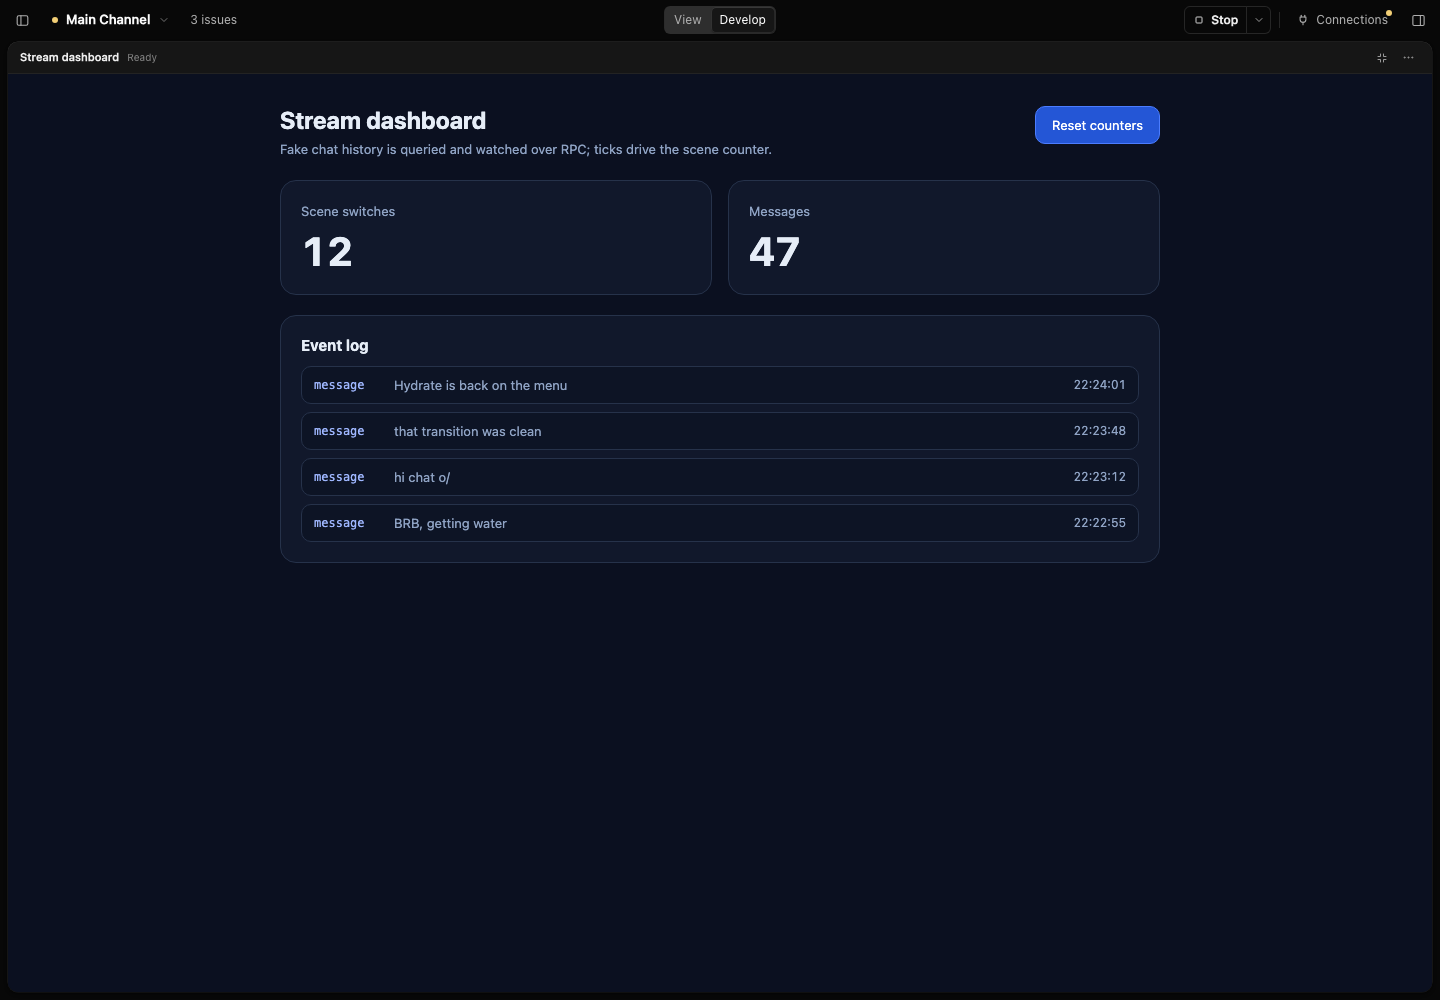 Main Channel
3 issues
View
Develop
Stop
Connections
Stream dashboard Ready
Stream dashboard
Fake chat history is queried and watched over RPC; ticks drive the scene counter.
Reset counters
Scene switches
12
Messages
47
Event log
message Hydrate is back on the menu 22:24:01
message that transition was clean 22:23:48
message hi chat o/ 22:23:12
message BRB, getting water 22:22:55